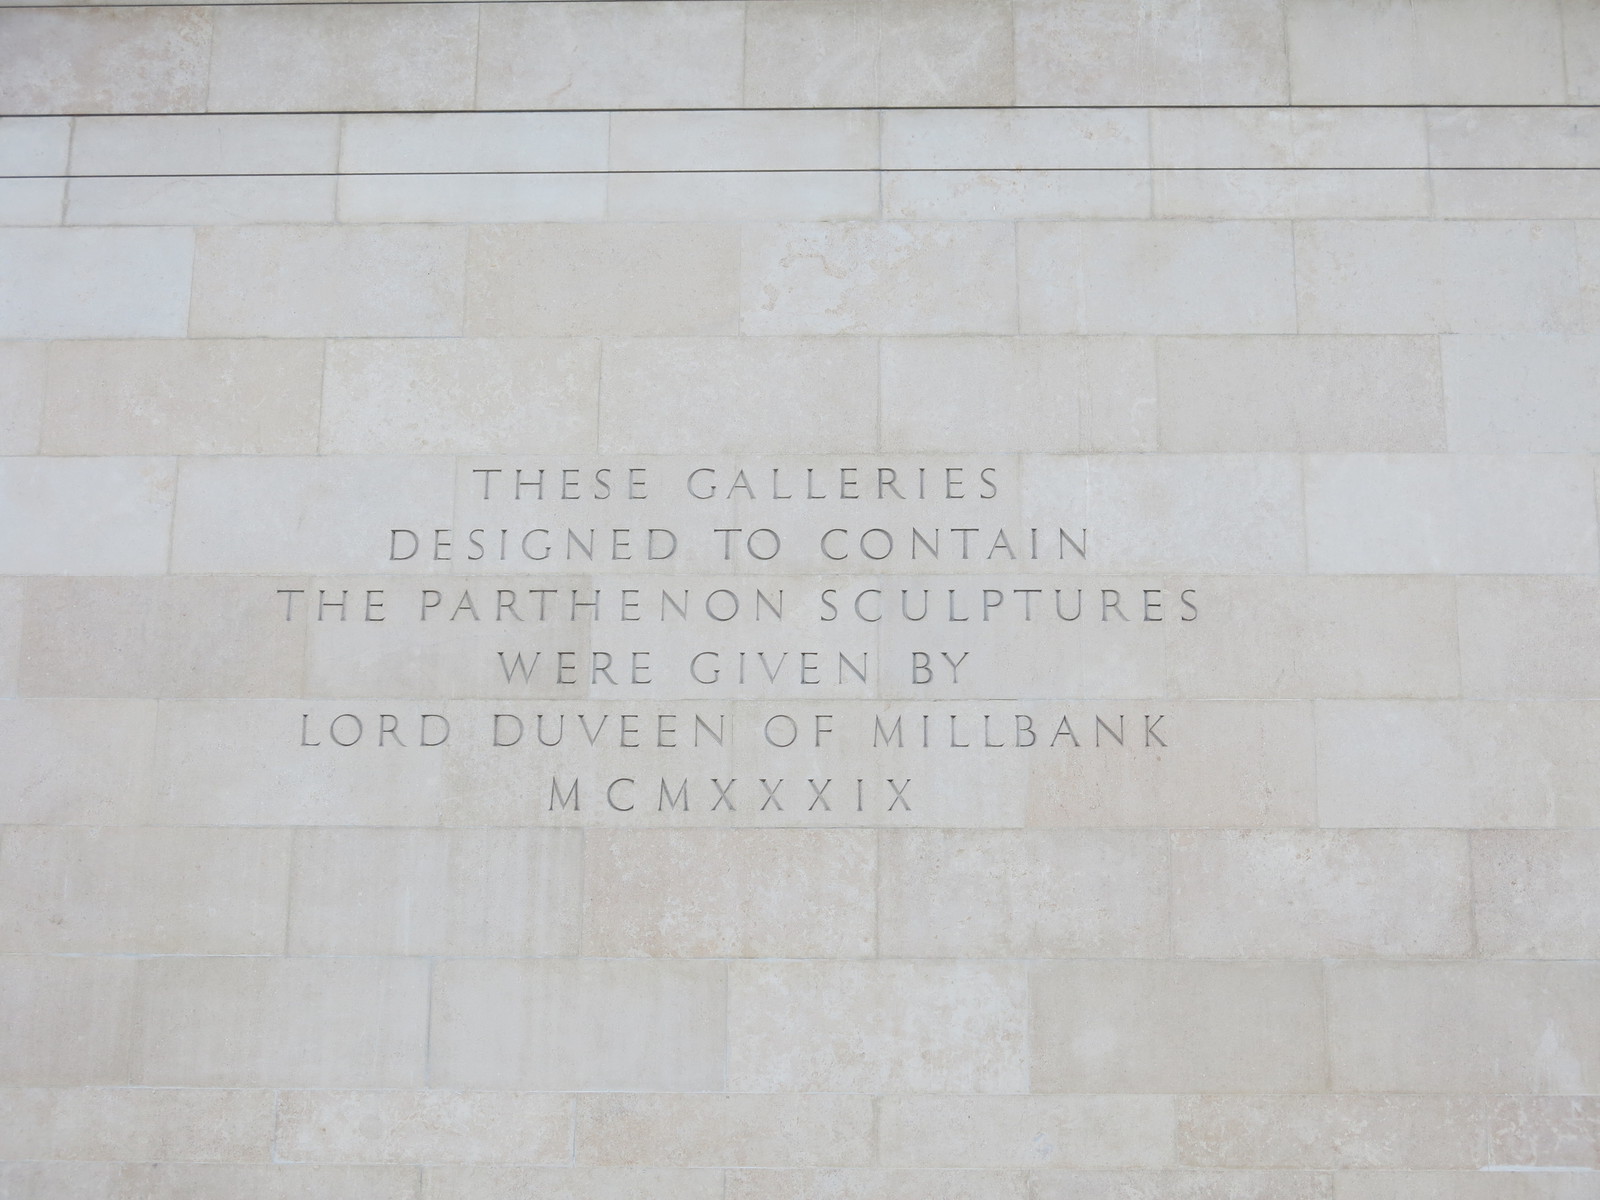 THESE GALLERIES
DESIGNED TO CONTAIN
THE PARTHENON SCULPTURES
WERE GIVEN BY
LORD DUVEEN OF MILLBANK
MCMXXXIX